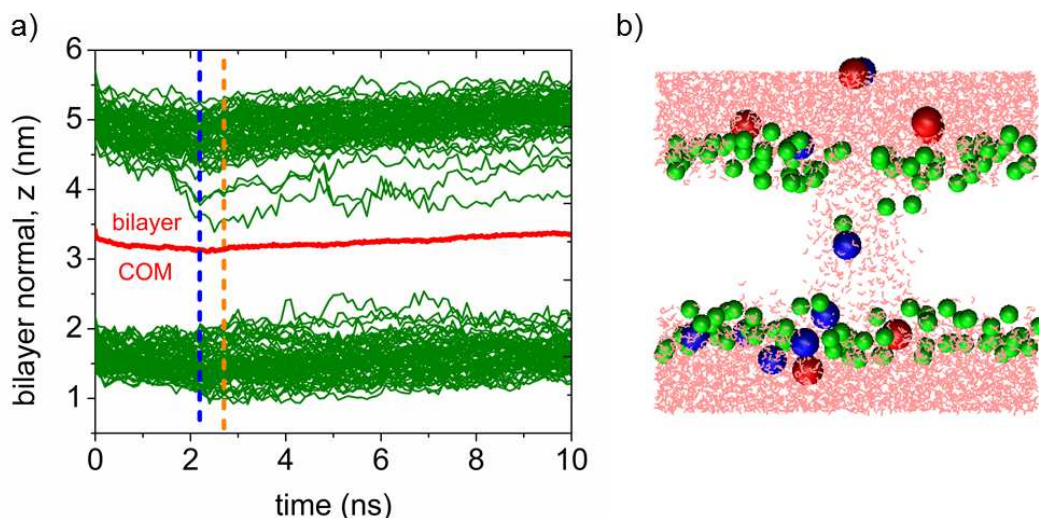 a)
b)
bilayer normal, z (nm)
6
5
4
3
2
1
bilayer
COM
0 2 4 6 8 10
time (ns)